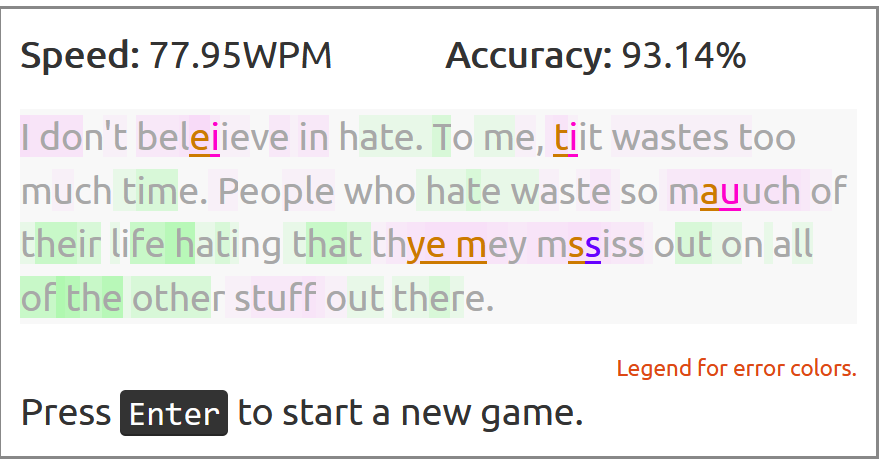 Speed: 77.95WPM Accuracy: 93.14%
I don't beleiieve in hate. To me, tiit wastes too
much time. People who hate waste so mauuch of
their life hating that thye mey mssiss out on all
of the other stuff out there.
Legend for error colors.
Press Enter to start a new game.